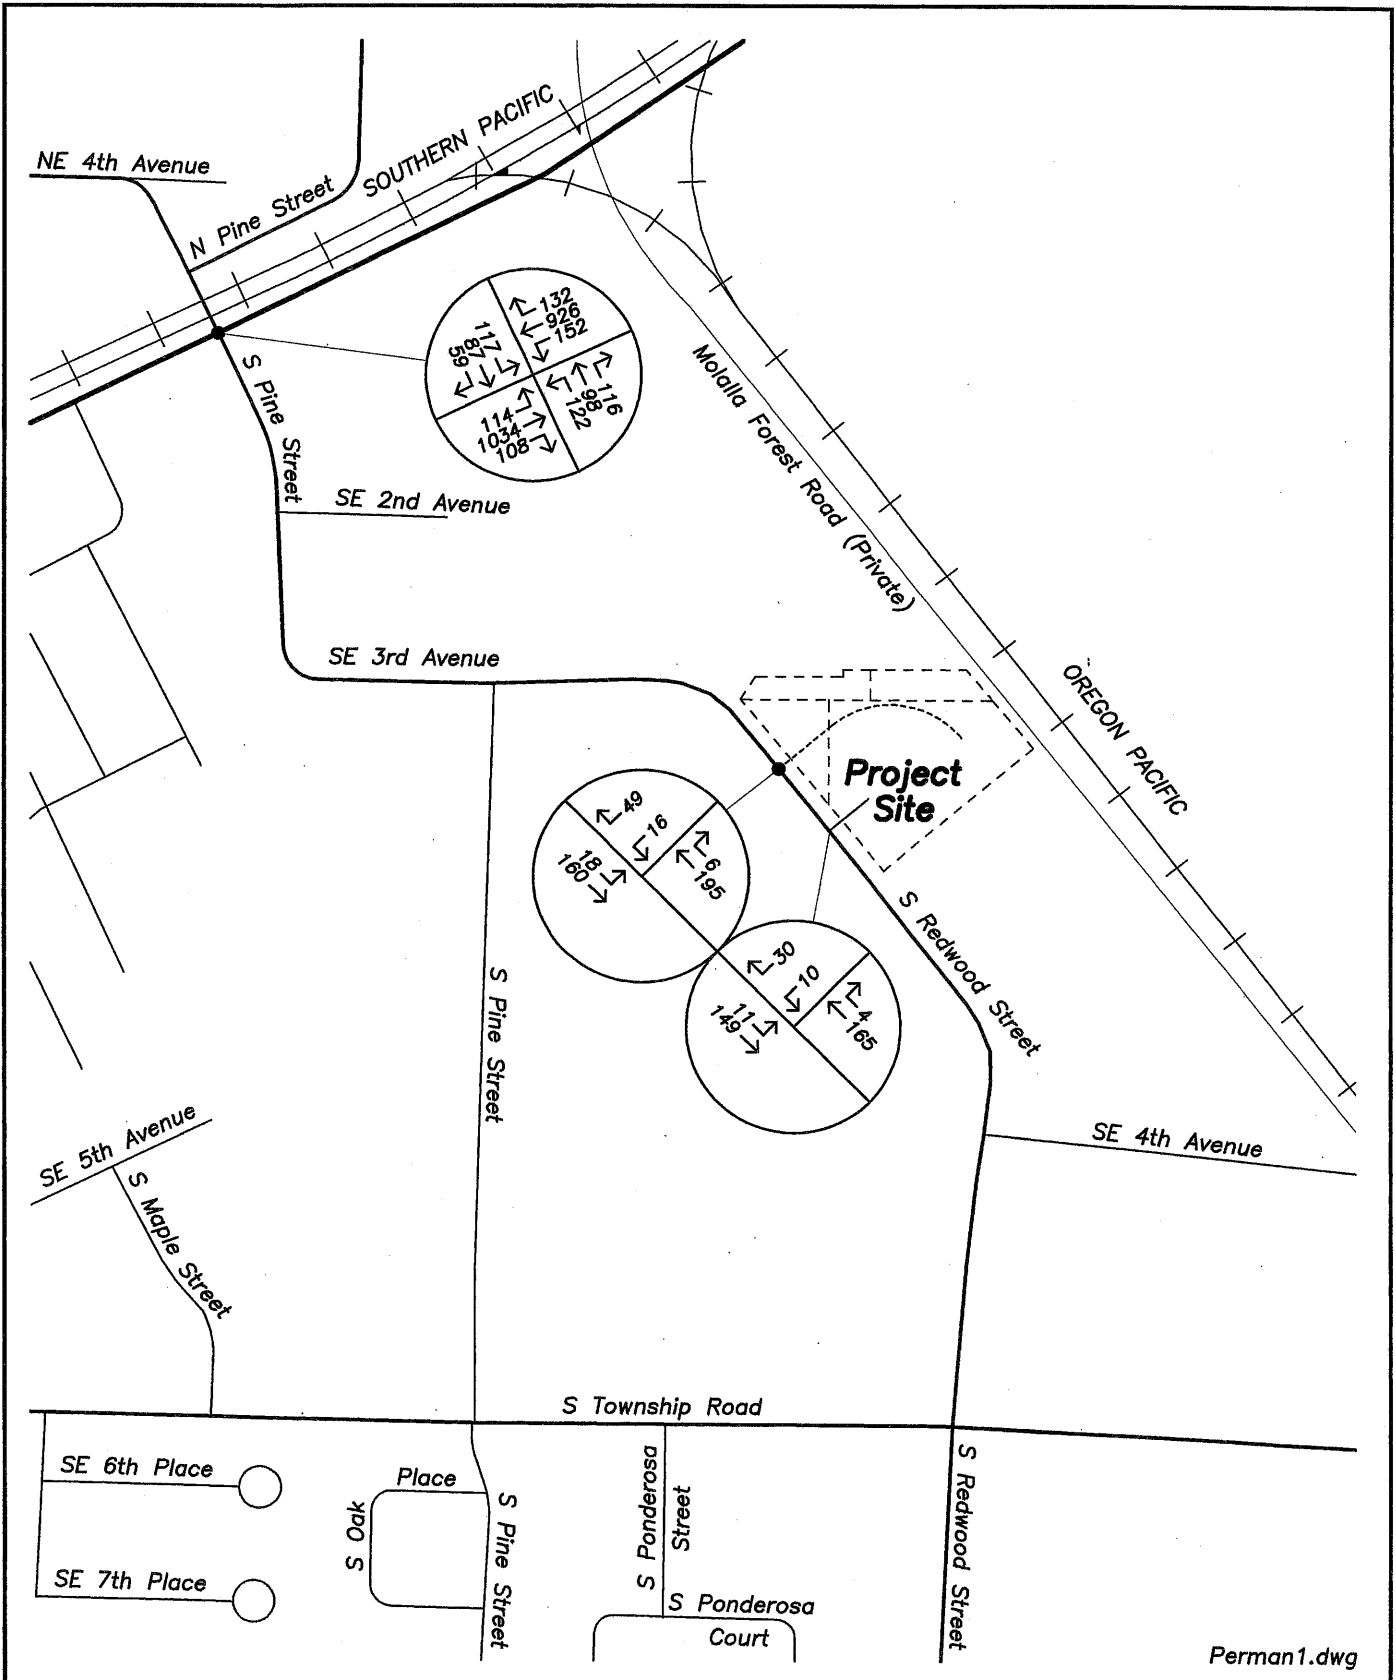 NE 4th Avenue
N Pine Street
SOUTHERN PACIFIC
132
926
152
117
87
59
116
98
122
114
1034
108
S Pine Street
SE 2nd Avenue
Molalla Forest Road (Private)
SE 3rd Avenue
OREGON PACIFIC
Project
Site
49
16
18
160
6
195
30
10
11
149
4
165
S Redwood Street
S Pine Street
SE 4th Avenue
SE 5th Avenue
S Maple Street
S Township Road
SE 6th Place
Place
S Oak
S Pine Street
S Ponderosa
Street
S Redwood Street
SE 7th Place
S Ponderosa
Court
Perman1.dwg